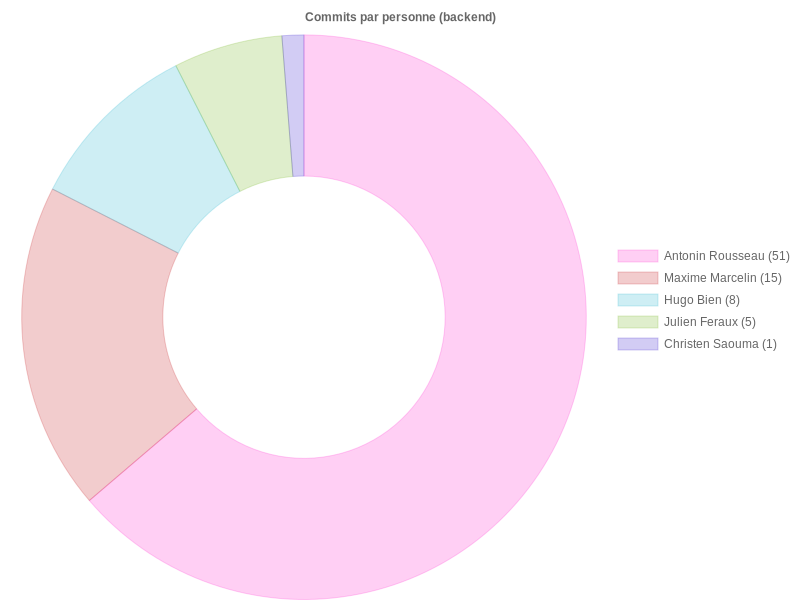 Commits par personne (backend)
Antonin Rousseau (51)
Maxime Marcelin (15)
Hugo Bien (8)
Julien Feraux (5)
Christen Saouma (1)